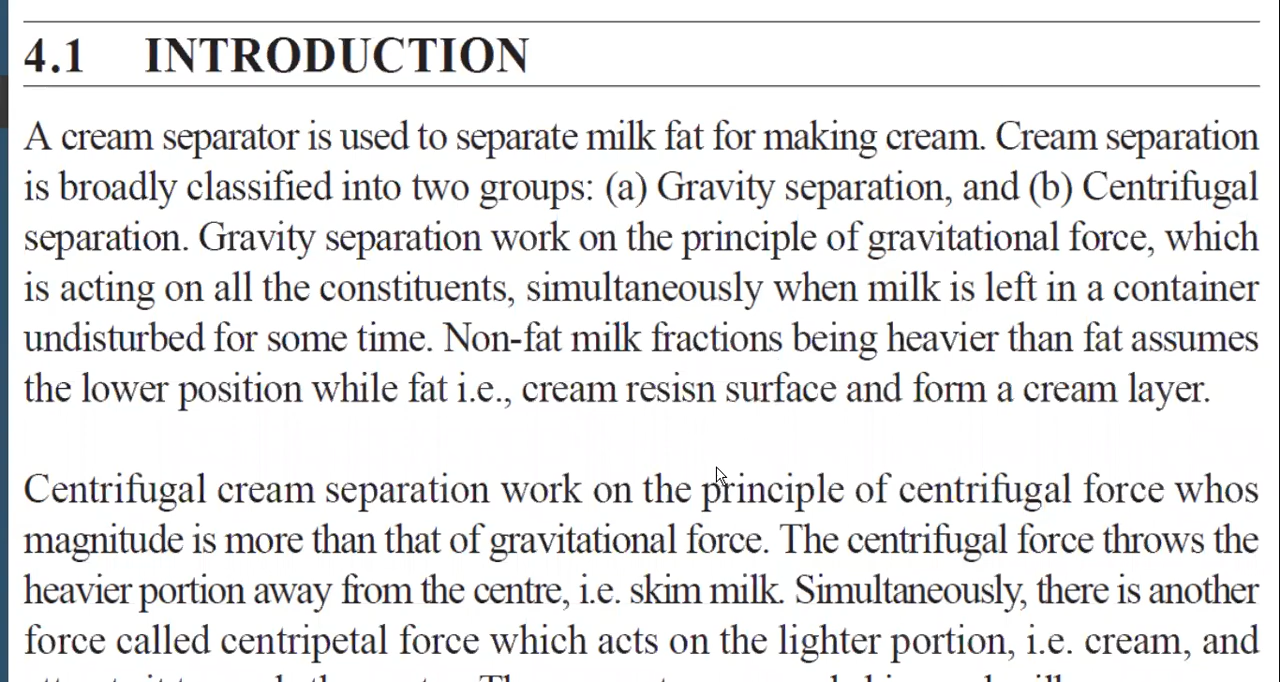 4.1 INTRODUCTION
A cream separator is used to separate milk fat for making cream. Cream separation
is broadly classified into two groups: (a) Gravity separation, and (b) Centrifugal
separation. Gravity separation work on the principle of gravitational force, which
is acting on all the constituents, simultaneously when milk is left in a container
undisturbed for some time. Non-fat milk fractions being heavier than fat assumes
the lower position while fat i.e., cream resisn surface and form a cream layer.
Centrifugal cream separation work on the principle of centrifugal force whos
magnitude is more than that of gravitational force. The centrifugal force throws the
heavier portion away from the centre, i.e. skim milk. Simultaneously, there is another
force called centripetal force which acts on the lighter portion, i.e. cream, and